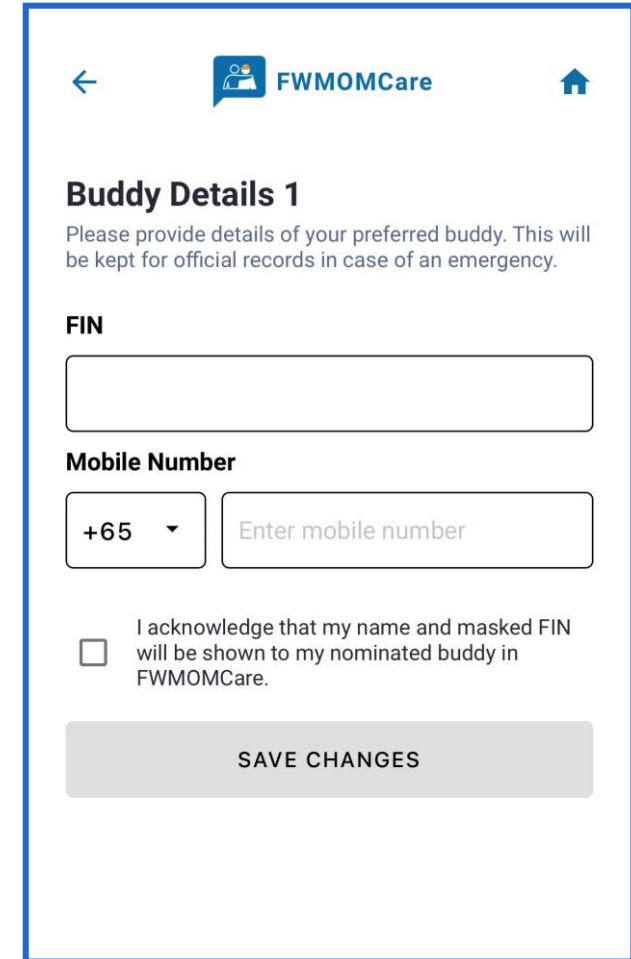 FWMOMCare
Buddy Details 1
Please provide details of your preferred buddy. This will
be kept for official records in case of an emergency.
FIN
Mobile Number
+65
Enter mobile number
I acknowledge that my name and masked FIN
will be shown to my nominated buddy in
FWMOMCare.
SAVE CHANGES